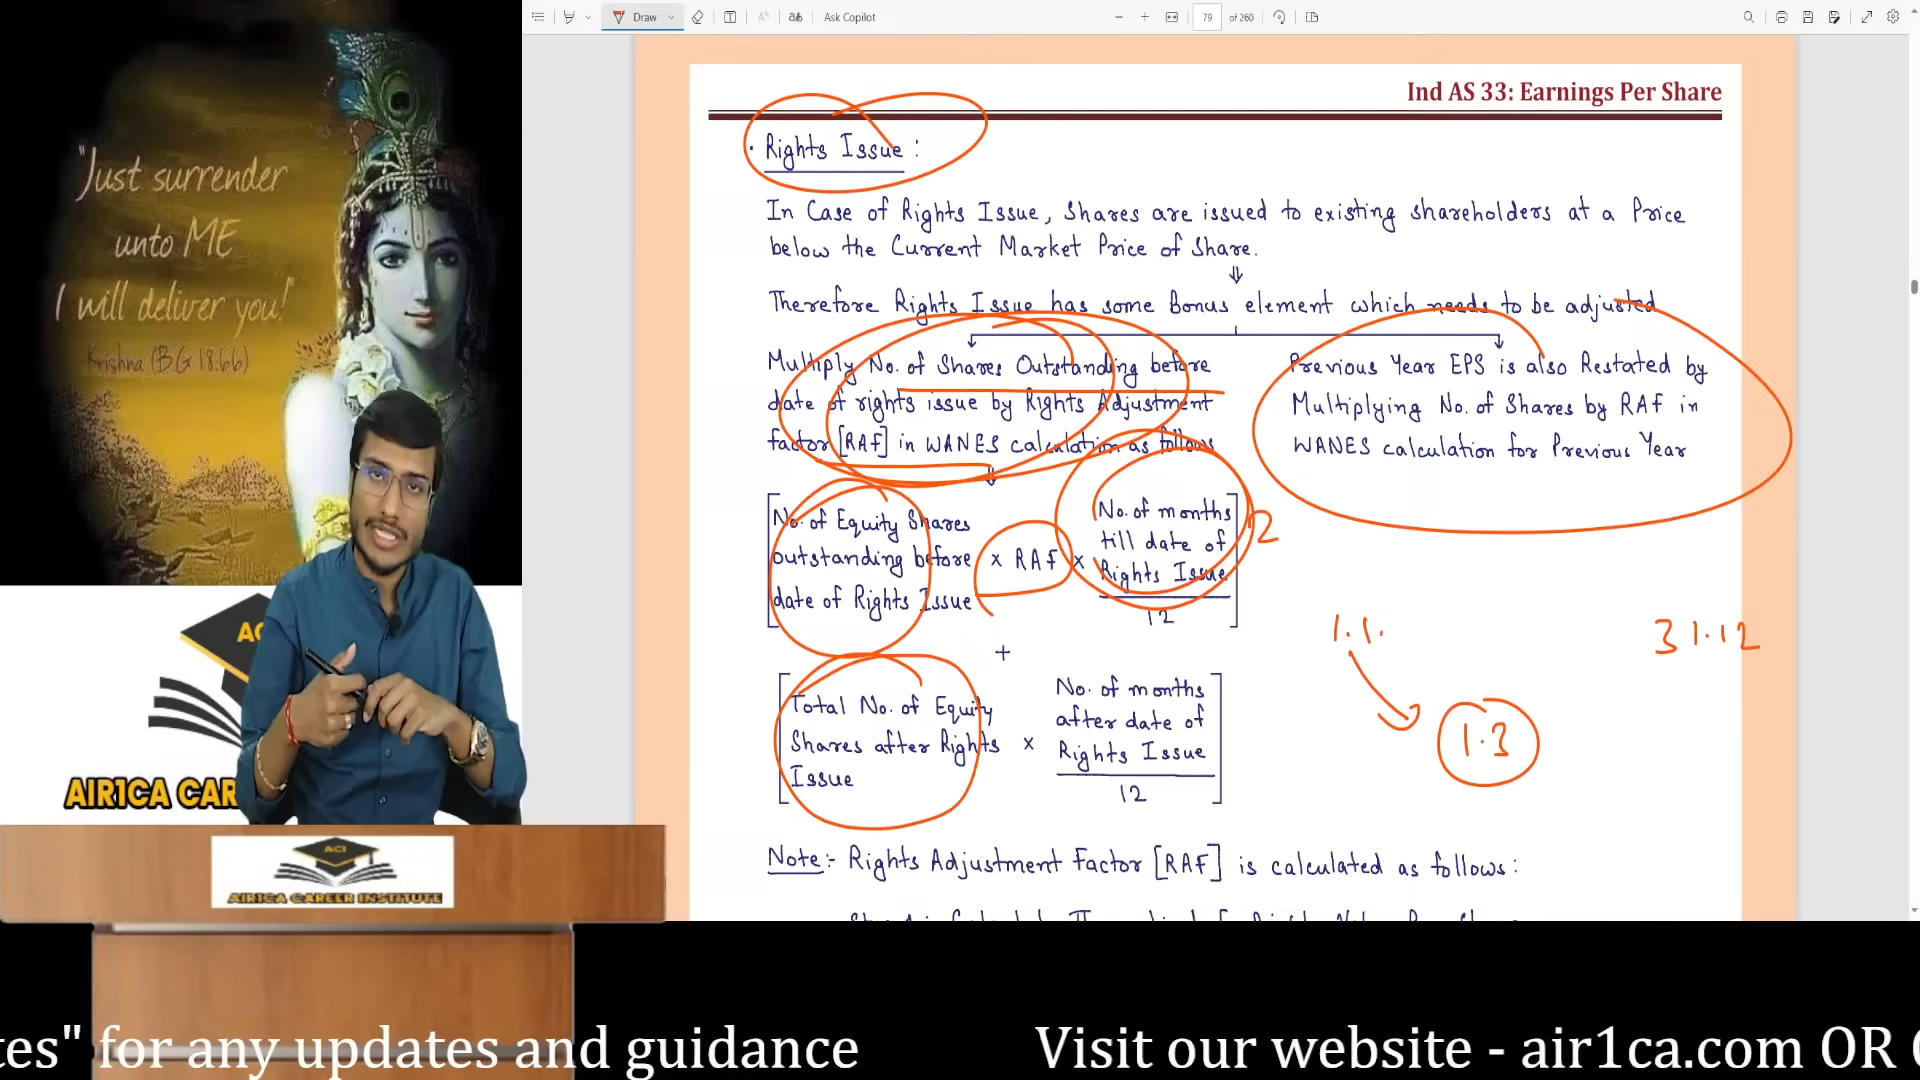 Draw
Ask Copilot
79
of 260
Ind AS 33: Earnings Per Share
"Just surrender
unto ME
I will deliver you!"
Krishna (B.G 18:66)
• Rights Issue :
In Case of Rights Issue, Shares are issued to existing shareholders at a Price
below the Current Market Price of Share.
⇓
Therefore Rights Issue has some Bonus element which needs to be adjusted
Multiply No. of Shares Outstanding before
date of rights issue by Rights Adjustment
factor [RAF] in WANES calculation as follows
Previous Year EPS is also Restated by
Multiplying No. of Shares by RAF in
WANES calculation for Previous Year
No. of Equity Shares
outstanding before
date of Rights Issue
× RAF ×
No. of months
till date of
Rights Issue
12
2
+
1.1.
31.12
1.3
Total No. of Equity
Shares after Rights
Issue
×
No. of months
after date of
Rights Issue
12
Note:- Rights Adjustment Factor [RAF] is calculated as follows :
AC
AIR1CA CAR
ACI
AIR1CA CAREER INSTITUTE
tes" for any updates and guidance
Visit our website - air1ca.com OR